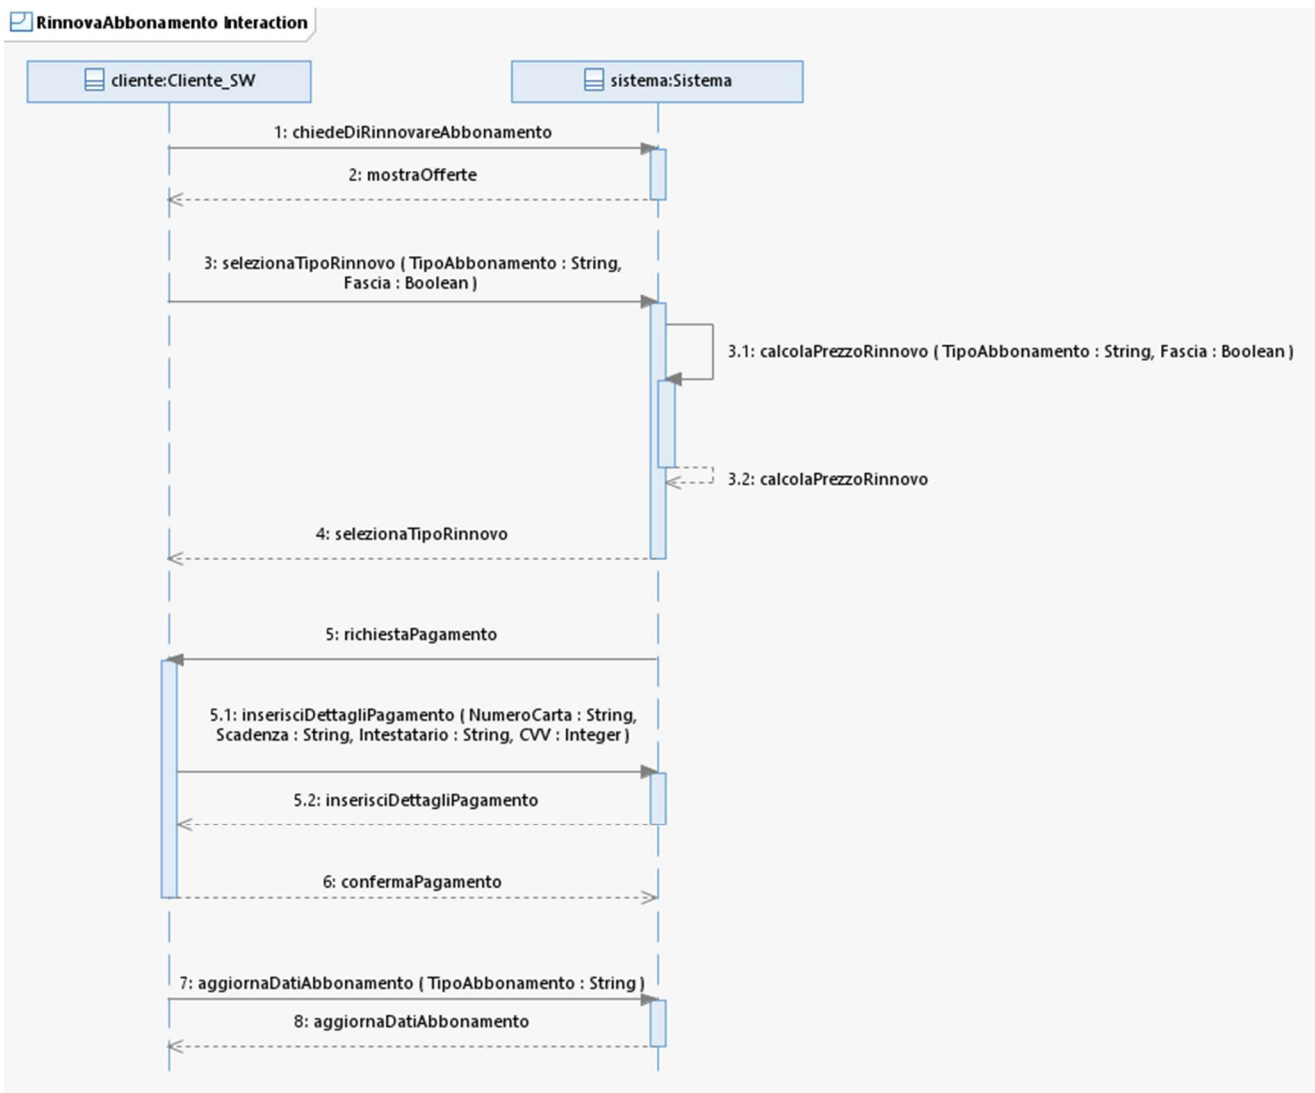 RinnovaAbbonamento Interaction
cliente:Cliente_SW
sistema:Sistema
1: chiedeDiRinnovareAbbonamento
2: mostraOfferte
3: selezionaTipoRinnovo ( TipoAbbonamento : String,
Fascia : Boolean )
3.1: calcolaPrezzoRinnovo ( TipoAbbonamento : String, Fascia : Boolean )
3.2: calcolaPrezzoRinnovo
4: selezionaTipoRinnovo
5: richiestaPagamento
5.1: inserisciDettagliPagamento ( NumeroCarta : String,
Scadenza : String, Intestatario : String, CVV : Integer )
5.2: inserisciDettagliPagamento
6: confermaPagamento
7: aggiornaDatiAbbonamento ( TipoAbbonamento : String )
8: aggiornaDatiAbbonamento